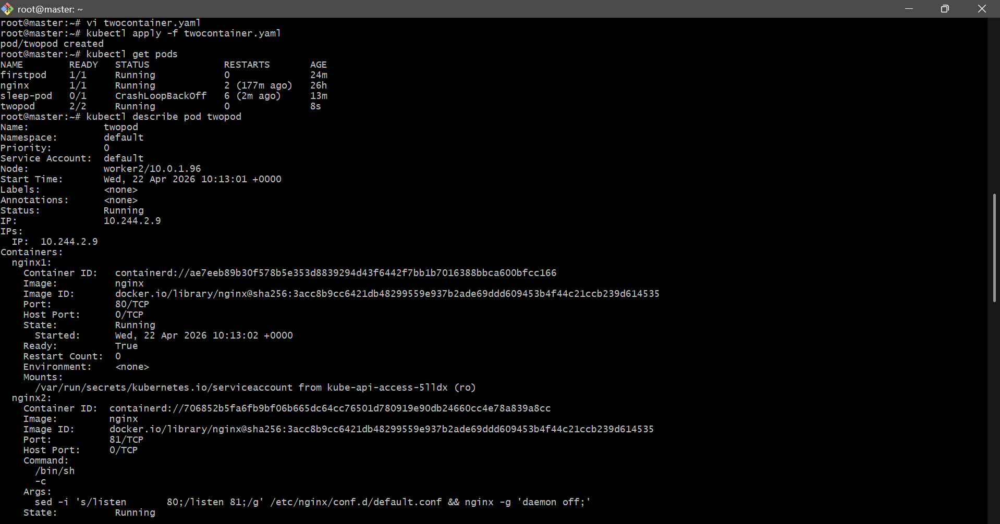 root@master: ~
root@master:~# vi twocontainer.yaml
root@master:~# kubectl apply -f twocontainer.yaml
pod/twopod created
root@master:~# kubectl get pods
NAME        READY   STATUS             RESTARTS       AGE
firstpod    1/1     Running            0              24m
nginx       1/1     Running            2 (177m ago)   26h
sleep-pod   0/1     CrashLoopBackOff   6 (2m ago)     13m
twopod      2/2     Running            0              8s
root@master:~# kubectl describe pod twopod
Name:             twopod
Namespace:        default
Priority:         0
Service Account:  default
Node:             worker2/10.0.1.96
Start Time:       Wed, 22 Apr 2026 10:13:01 +0000
Labels:           <none>
Annotations:      <none>
Status:           Running
IP:               10.244.2.9
IPs:
  IP:  10.244.2.9
Containers:
  nginx1:
    Container ID:   containerd://ae7eeb89b30f578b5e353d8839294d43f6442f7bb1b7016388bbca600bfcc166
    Image:          nginx
    Image ID:       docker.io/library/nginx@sha256:3acc8b9cc6421db48299559e937b2ade69ddd609453b4f44c21ccb239d614535
    Port:           80/TCP
    Host Port:      0/TCP
    State:          Running
      Started:      Wed, 22 Apr 2026 10:13:02 +0000
    Ready:          True
    Restart Count:  0
    Environment:    <none>
    Mounts:
      /var/run/secrets/kubernetes.io/serviceaccount from kube-api-access-5lldx (ro)
  nginx2:
    Container ID:  containerd://706852b5fa6fb9bf06b665dc64cc76501d780919e90db24660cc4e78a839a8cc
    Image:         nginx
    Image ID:      docker.io/library/nginx@sha256:3acc8b9cc6421db48299559e937b2ade69ddd609453b4f44c21ccb239d614535
    Port:          81/TCP
    Host Port:     0/TCP
    Command:
      /bin/sh
      -c
    Args:
      sed -i 's/listen       80;/listen 81;/g' /etc/nginx/conf.d/default.conf && nginx -g 'daemon off;'
    State:          Running